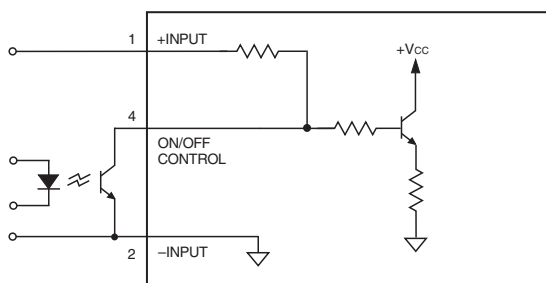 1 +INPUT
+VCC
4
ON/OFF
CONTROL
2 –INPUT